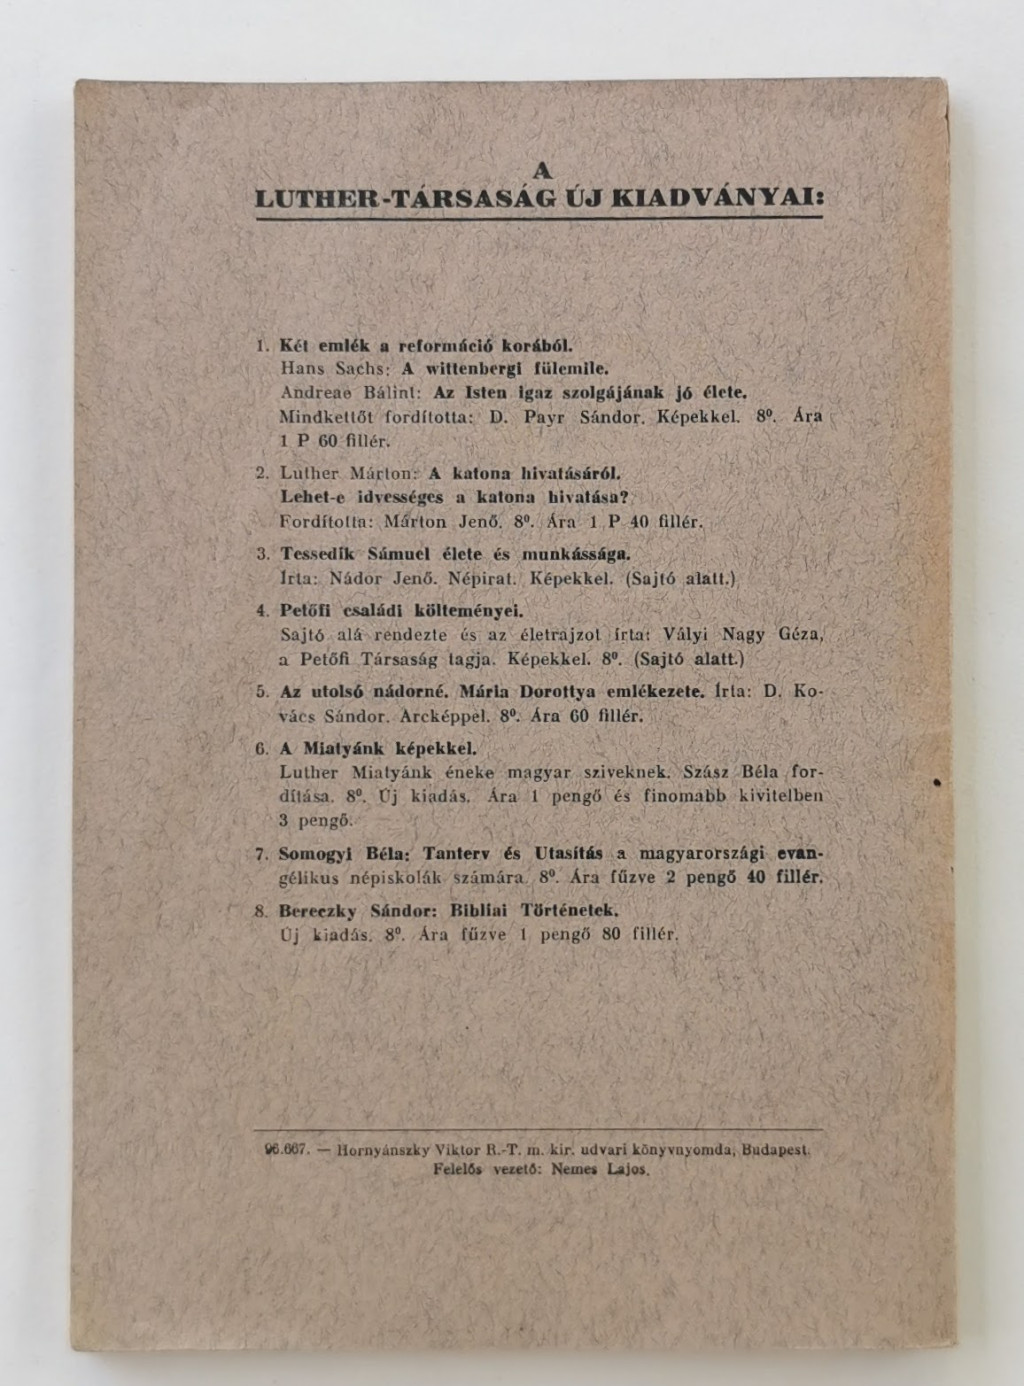 A
LUTHER-TÁRSASÁG ÚJ KIADVÁNYAI:
1. Két emlék a reformáció korából.
Hans Sachs: A wittenbergi fülemile.
Andreae Bálint: Az Isten igaz szolgájának jó élete.
Mindkettőt fordította: D. Payr Sándor. Képekkel. 8⁰. Ára
1 P 60 fillér.
2. Luther Márton: A katona hivatásáról.
Lehet-e idvességes a katona hivatása?
Fordította: Márton Jenő. 8⁰. Ára 1 P 40 fillér.
3. Tessedik Sámuel élete és munkássága.
Írta: Nádor Jenő. Népirat. Képekkel. (Sajtó alatt.)
4. Petőfi családi költeményei.
Sajtó alá rendezte és az életrajzot írta: Vályi Nagy Géza,
a Petőfi Társaság tagja. Képekkel. 8⁰. (Sajtó alatt.)
5. Az utolsó nádorné. Mária Dorottya emlékezete. Írta: D. Ko-
vács Sándor. Arcképpel. 8⁰. Ára 60 fillér.
6. A Miatyánk képekkel.
Luther Miatyánk éneke magyar sziveknek. Szász Béla for-
dítása. 8⁰. Új kiadás. Ára 1 pengő és finomabb kivitelben
3 pengő.
7. Somogyi Béla: Tanterv és Utasítás a magyarországi evan-
gélikus népiskolák számára. 8⁰. Ára fűzve 2 pengő 40 fillér.
8. Bereczky Sándor: Bibliai Történetek.
Új kiadás. 8⁰. Ára fűzve 1 pengő 80 fillér.
96.667. — Hornyánszky Viktor R.-T. m. kir. udvari könyvnyomda, Budapest.
Felelős vezető: Nemes Lajos.